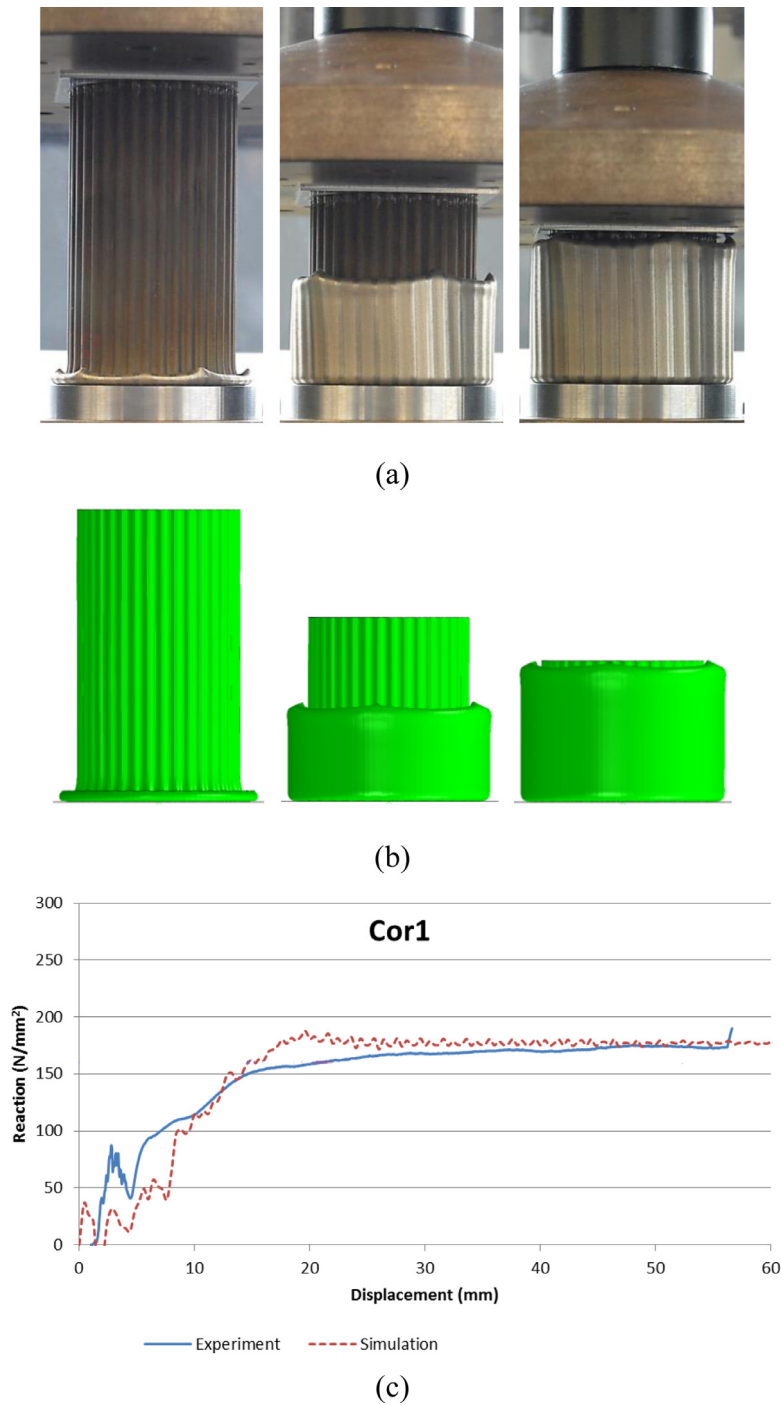 (a)
(b)
Cor1
300
250
200
150
100
50
0
Reaction (N/mm²)
0 10 20 30 40 50 60
Displacement (mm)
Experiment Simulation
(c)